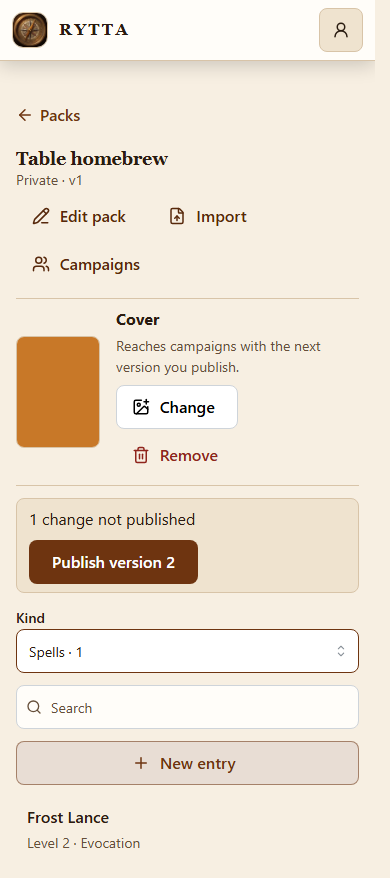 RYTTA
Packs
Table homebrew
Private · v1
Edit pack
Import
Campaigns
Cover
Reaches campaigns with the next
version you publish.
Change
Remove
1 change not published
Publish version 2
Kind
Spells · 1
Search
New entry
Frost Lance
Level 2 · Evocation